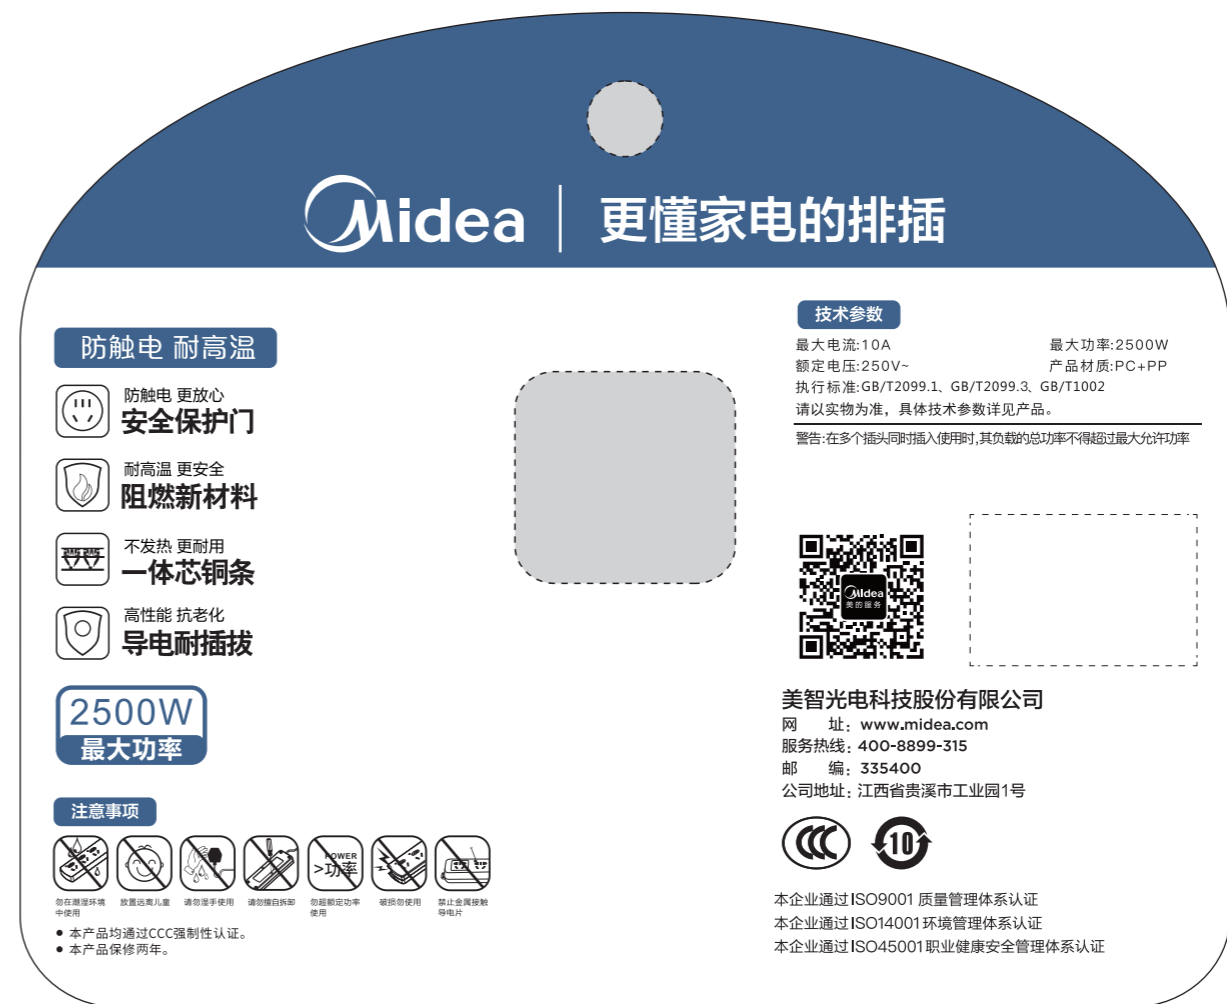 Midea
更懂家电的排插
防触电 耐高温
防触电 更放心
安全保护门
耐高温 更安全
阻燃新材料
不发热 更耐用
一体芯铜条
高性能 抗老化
导电耐插拔
2500W
最大功率
注意事项
POWER
>功率
勿在潮湿环境
中使用
放置远离儿童
请勿湿手使用
请勿擅自拆卸
勿超额定功率
使用
破损勿使用
禁止金属接触
导电片
● 本产品均通过CCC强制性认证。
● 本产品保修两年。
技术参数
最大电流:10A 最大功率:2500W
额定电压:250V~ 产品材质:PC+PP
执行标准:GB/T2099.1、GB/T2099.3、GB/T1002
请以实物为准，具体技术参数详见产品。
警告:在多个插头同时插入使用时,其负载的总功率不得超过最大允许功率
Midea
美的服务
美智光电科技股份有限公司
网 址：www.midea.com
服务热线：400-8899-315
邮 编：335400
公司地址：江西省贵溪市工业园1号
CCC
10
本企业通过ISO9001 质量管理体系认证
本企业通过ISO14001环境管理体系认证
本企业通过ISO45001职业健康安全管理体系认证